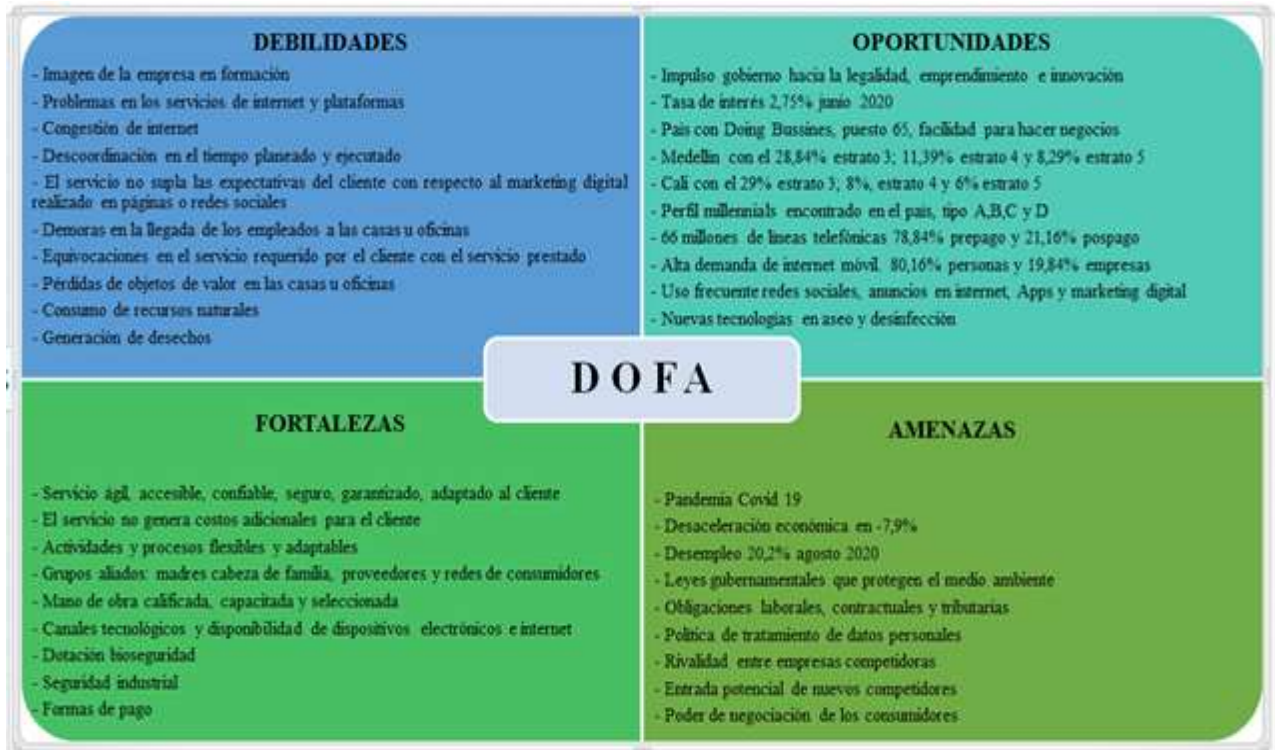 DEBILIDADES
- Imagen de la empresa en formación
- Problemas en los servicios de internet y plataformas
- Congestión de internet
- Descoordinación en el tiempo planeado y ejecutado
- El servicio no supla las expectativas del cliente con respecto al marketing digital
realizado en páginas o redes sociales
- Demoras en la llegada de los empleados a las casas u oficinas
- Equivocaciones en el servicio requerido por el cliente con el servicio prestado
- Pérdidas de objetos de valor en las casas u oficinas
- Consumo de recursos naturales
- Generación de desechos
OPORTUNIDADES
- Impulso gobierno hacia la legalidad, emprendimiento e innovación
- Tasa de interés 2,75% junio 2020
- País con Doing Bussines, puesto 65, facilidad para hacer negocios
- Medellín con el 28,84% estrato 3; 11,39% estrato 4 y 8,29% estrato 5
- Cali con el 29% estrato 3; 8%, estrato 4 y 6% estrato 5
- Perfil millennials encontrado en el país, tipo A,B,C y D
- 66 millones de líneas telefónicas 78,84% prepago y 21,16% pospago
- Alta demanda de internet móvil. 80,16% personas y 19,84% empresas
- Uso frecuente redes sociales, anuncios en internet, Apps y marketing digital
- Nuevas tecnologías en aseo y desinfección
D O F A
FORTALEZAS
- Servicio ágil, accesible, confiable, seguro, garantizado, adaptado al cliente
- El servicio no genera costos adicionales para el cliente
- Actividades y procesos flexibles y adaptables
- Grupos aliados: madres cabeza de familia, proveedores y redes de consumidores
- Mano de obra calificada, capacitada y seleccionada
- Canales tecnológicos y disponibilidad de dispositivos electrónicos e internet
- Dotación bioseguridad
- Seguridad industrial
- Formas de pago
AMENAZAS
- Pandemia Covid 19
- Desaceleración económica en -7,9%
- Desempleo 20,2% agosto 2020
- Leyes gubernamentales que protegen el medio ambiente
- Obligaciones laborales, contractuales y tributarias
- Política de tratamiento de datos personales
- Rivalidad entre empresas competidoras
- Entrada potencial de nuevos competidores
- Poder de negociación de los consumidores